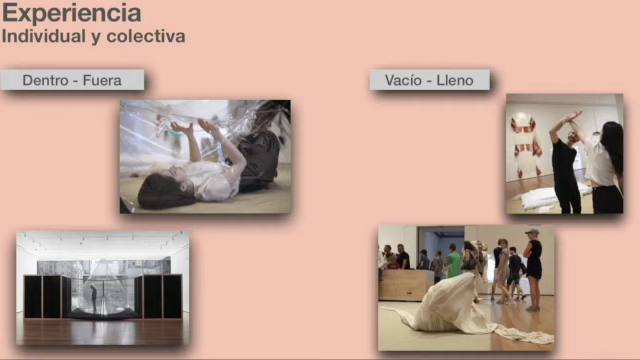 Experiencia
Individual y colectiva
Dentro - Fuera
Vacío - Lleno